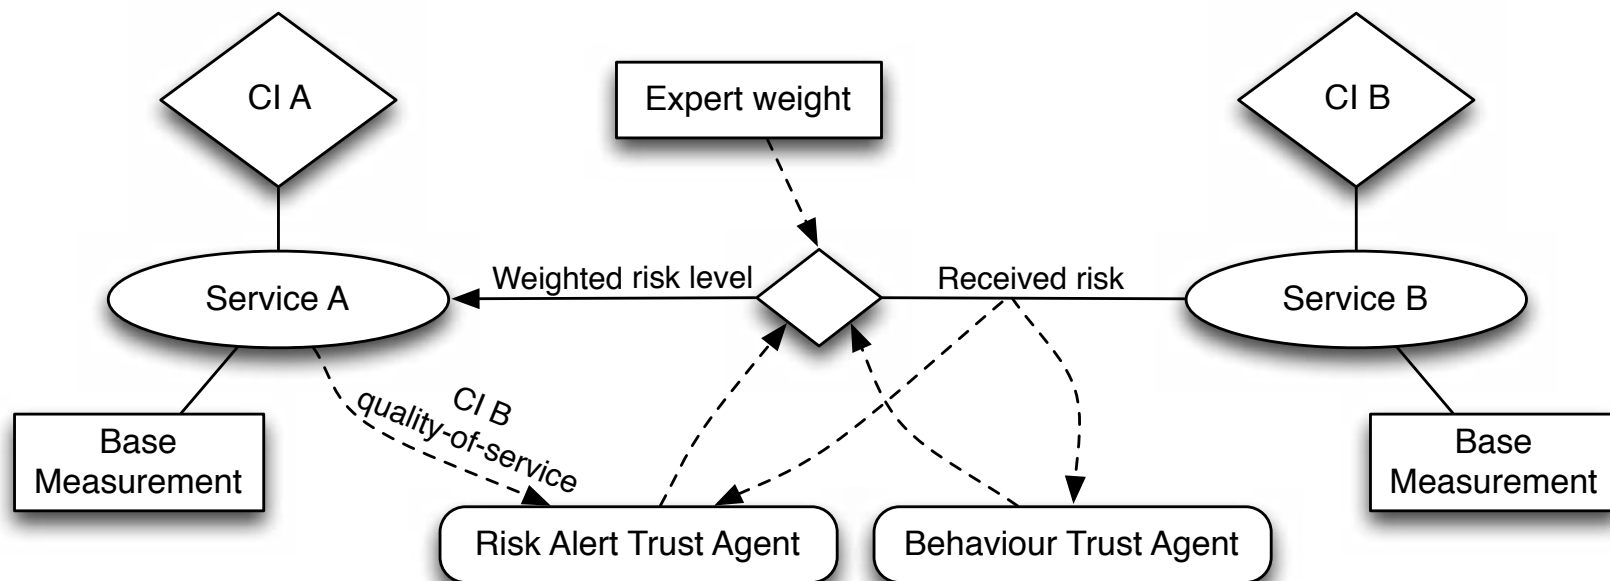 CI A
Expert weight
CI B
Weighted risk level
Received risk
Service A
Service B
CI B
quality-of-service
Base
Measurement
Base
Measurement
Risk Alert Trust Agent
Behaviour Trust Agent